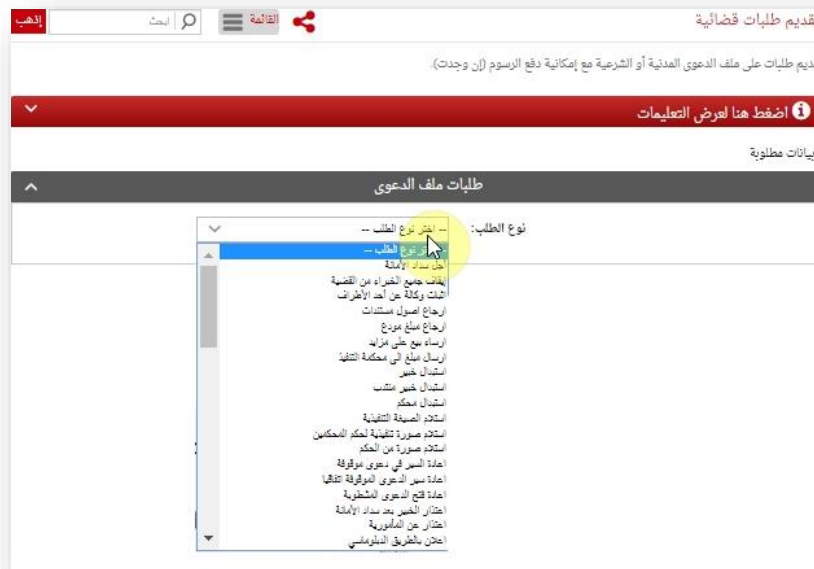 إذهب
ابحث
القائمة
قديم طلبات قضائية
ديم طلبات على ملف الدعوى المدنية أو الشرعية مع إمكانية دفع الرسوم (إن وجدت).
اضغط هنا لعرض التعليمات
بيانات مطلوبة
طلبات ملف الدعوى
نوع الطلب:
-- اختر نوع الطلب --
نوع الطلب --
أجل سداد الأمانة
إيقاف جميع الخبراء من القضية
اثبات وكالة عن أحد الأطراف
ارجاع اصول مستندات
ارجاع مبلغ مودع
ارساء بيع على مزايد
ارسال مبلغ الى محكمة التنفيذ
استبدال خبير
استبدال خبير منتدب
استبدال محكم
استلام الصيغة التنفيذية
استلام صورة تنفيذية لحكم المحكمين
استلام صورة من الحكم
اعادة السير في دعوى موقوفة
اعادة سير الدعوى الموقوفة اتفاقيا
اعادة فتح الدعوى المشطوبة
اعتذار الخبير بعد سداد الأمانة
اعتذار عن المأمورية
اعلان بالطريق الدبلوماسي